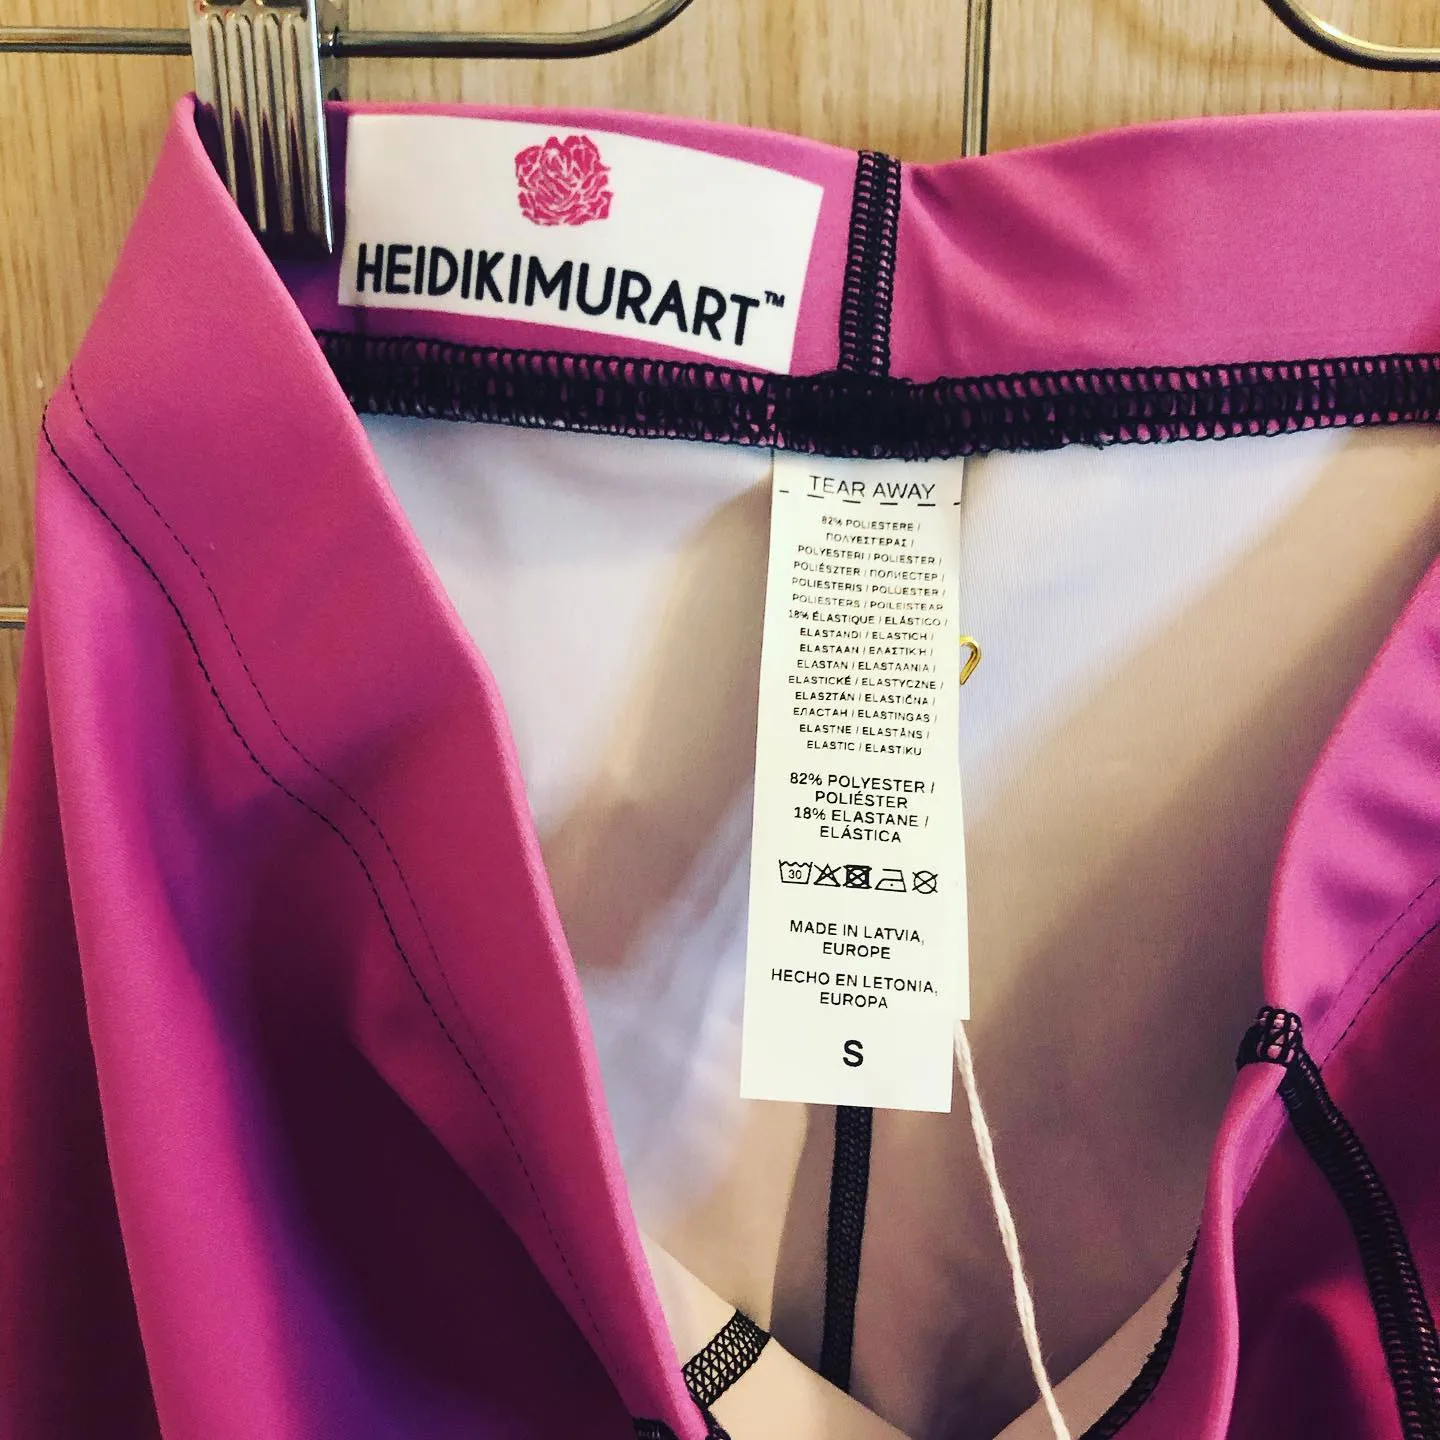 HEIDIKIMURART™
TEAR AWAY
82% POLIESTERE /
ΠΟΛΥΕΣΤΕΡΑΣ /
POLYESTERI / POLIESTER /
POLIÉSZTER / ПОЛИЕСТЕР /
POLIESTERIS / POLÜESTER /
POLIESTERS / POILEISTEAR
18% ÉLASTIQUE / ELÁSTICO /
ELASTANDI / ELASTICH /
ELASTAAN / ΕΛΑΣΤΙΚΗ /
ELASTAN / ELASTAANIA /
ELASTICKÉ / ELASTYCZNE /
ELASZTÁN / ELASTIČNA /
ЕЛАСТАН / ELASTINGAS /
ELASTNE / ELASTĀNS /
ELASTIC / ELASTIKU
82% POLYESTER /
POLIÉSTER
18% ELASTANE /
ELÁSTICA
30
MADE IN LATVIA,
EUROPE
HECHO EN LETONIA,
EUROPA
S